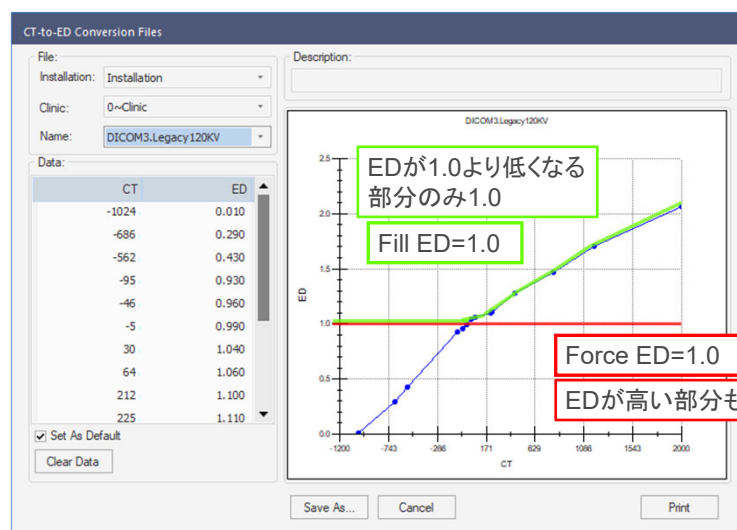 CT-to-ED Conversion Files
File:
Installation: Installation
Clinic: 0~Clinic
Name: DICOM3.Legacy120KV
Data:
CT ED
-1024 0.010
-686 0.290
-562 0.430
-95 0.930
-46 0.960
-5 0.990
30 1.040
64 1.060
212 1.100
225 1.110
Set As Default
Clear Data
Description:
DICOM3.Legacy120KV
2.5
2.0
1.5
1.0
0.5
0.0
ED
-1200 -743 -286 171 629 1086 1543 2000
CT
EDが1.0より低くなる
部分のみ1.0
Fill ED=1.0
Force ED=1.0
EDが高い部分も
Save As... Cancel Print